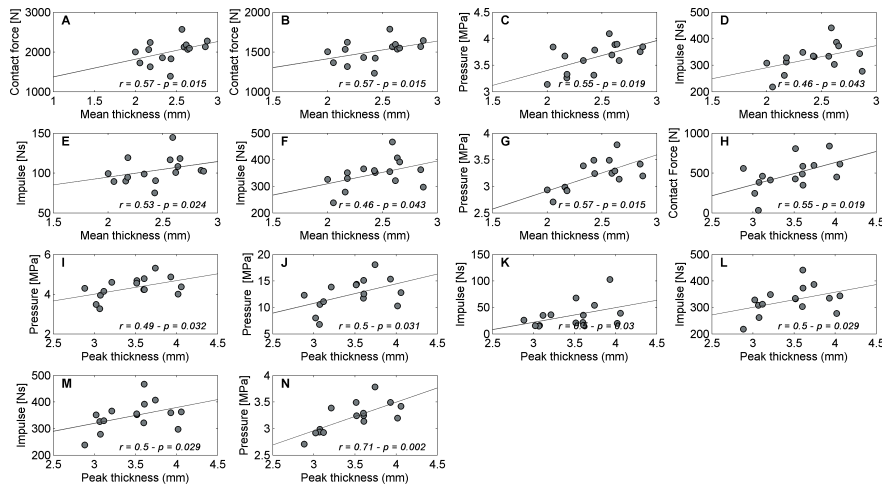 A
Contact force [N]
3000
2000
1000
1 1.5 2 2.5 3
r = 0.57 - p = 0.015
Mean thickness (mm)
B
Contact force [N]
2000
1500
1000
1.5 2 2.5 3
r = 0.57 - p = 0.015
Mean thickness (mm)
C
Pressure [MPa]
4.5
4
3.5
3
1.5 2 2.5 3
r = 0.55 - p = 0.019
Mean thickness (mm)
D
Impulse [Ns]
500
400
300
200
1.5 2 2.5 3
r = 0.46 - p = 0.043
Mean thickness (mm)
E
Impulse [Ns]
150
100
50
1.5 2 2.5 3
r = 0.53 - p = 0.024
Mean thickness (mm)
F
Impulse [Ns]
500
400
300
200
1.5 2 2.5 3
r = 0.46 - p = 0.043
Mean thickness (mm)
G
Pressure [MPa]
4
3.5
3
2.5
1.5 2 2.5 3
r = 0.57 - p = 0.015
Mean thickness (mm)
H
Contact Force [N]
1000
500
0
2.5 3 3.5 4 4.5
r = 0.55 - p = 0.019
Peak thickness (mm)
I
Pressure [MPa]
6
4
2
2.5 3 3.5 4 4.5
r = 0.49 - p = 0.032
Peak thickness (mm)
J
Pressure [MPa]
20
15
10
5
0
2.5 3 3.5 4 4.5
r = 0.5 - p = 0.031
Peak thickness (mm)
K
Impulse [Ns]
150
100
50
0
2.5 3 3.5 4 4.5
p = 0.03
Peak thickness (mm)
L
Impulse [Ns]
500
400
300
200
2.5 3 3.5 4 4.5
r = 0.5 - p = 0.029
Peak thickness (mm)
M
Impulse [Ns]
500
400
300
200
2.5 3 3.5 4 4.5
r = 0.5 - p = 0.029
Peak thickness (mm)
N
Pressure [MPa]
4
3.5
3
2.5
2.5 3 3.5 4 4.5
r = 0.71 - p = 0.002
Peak thickness (mm)